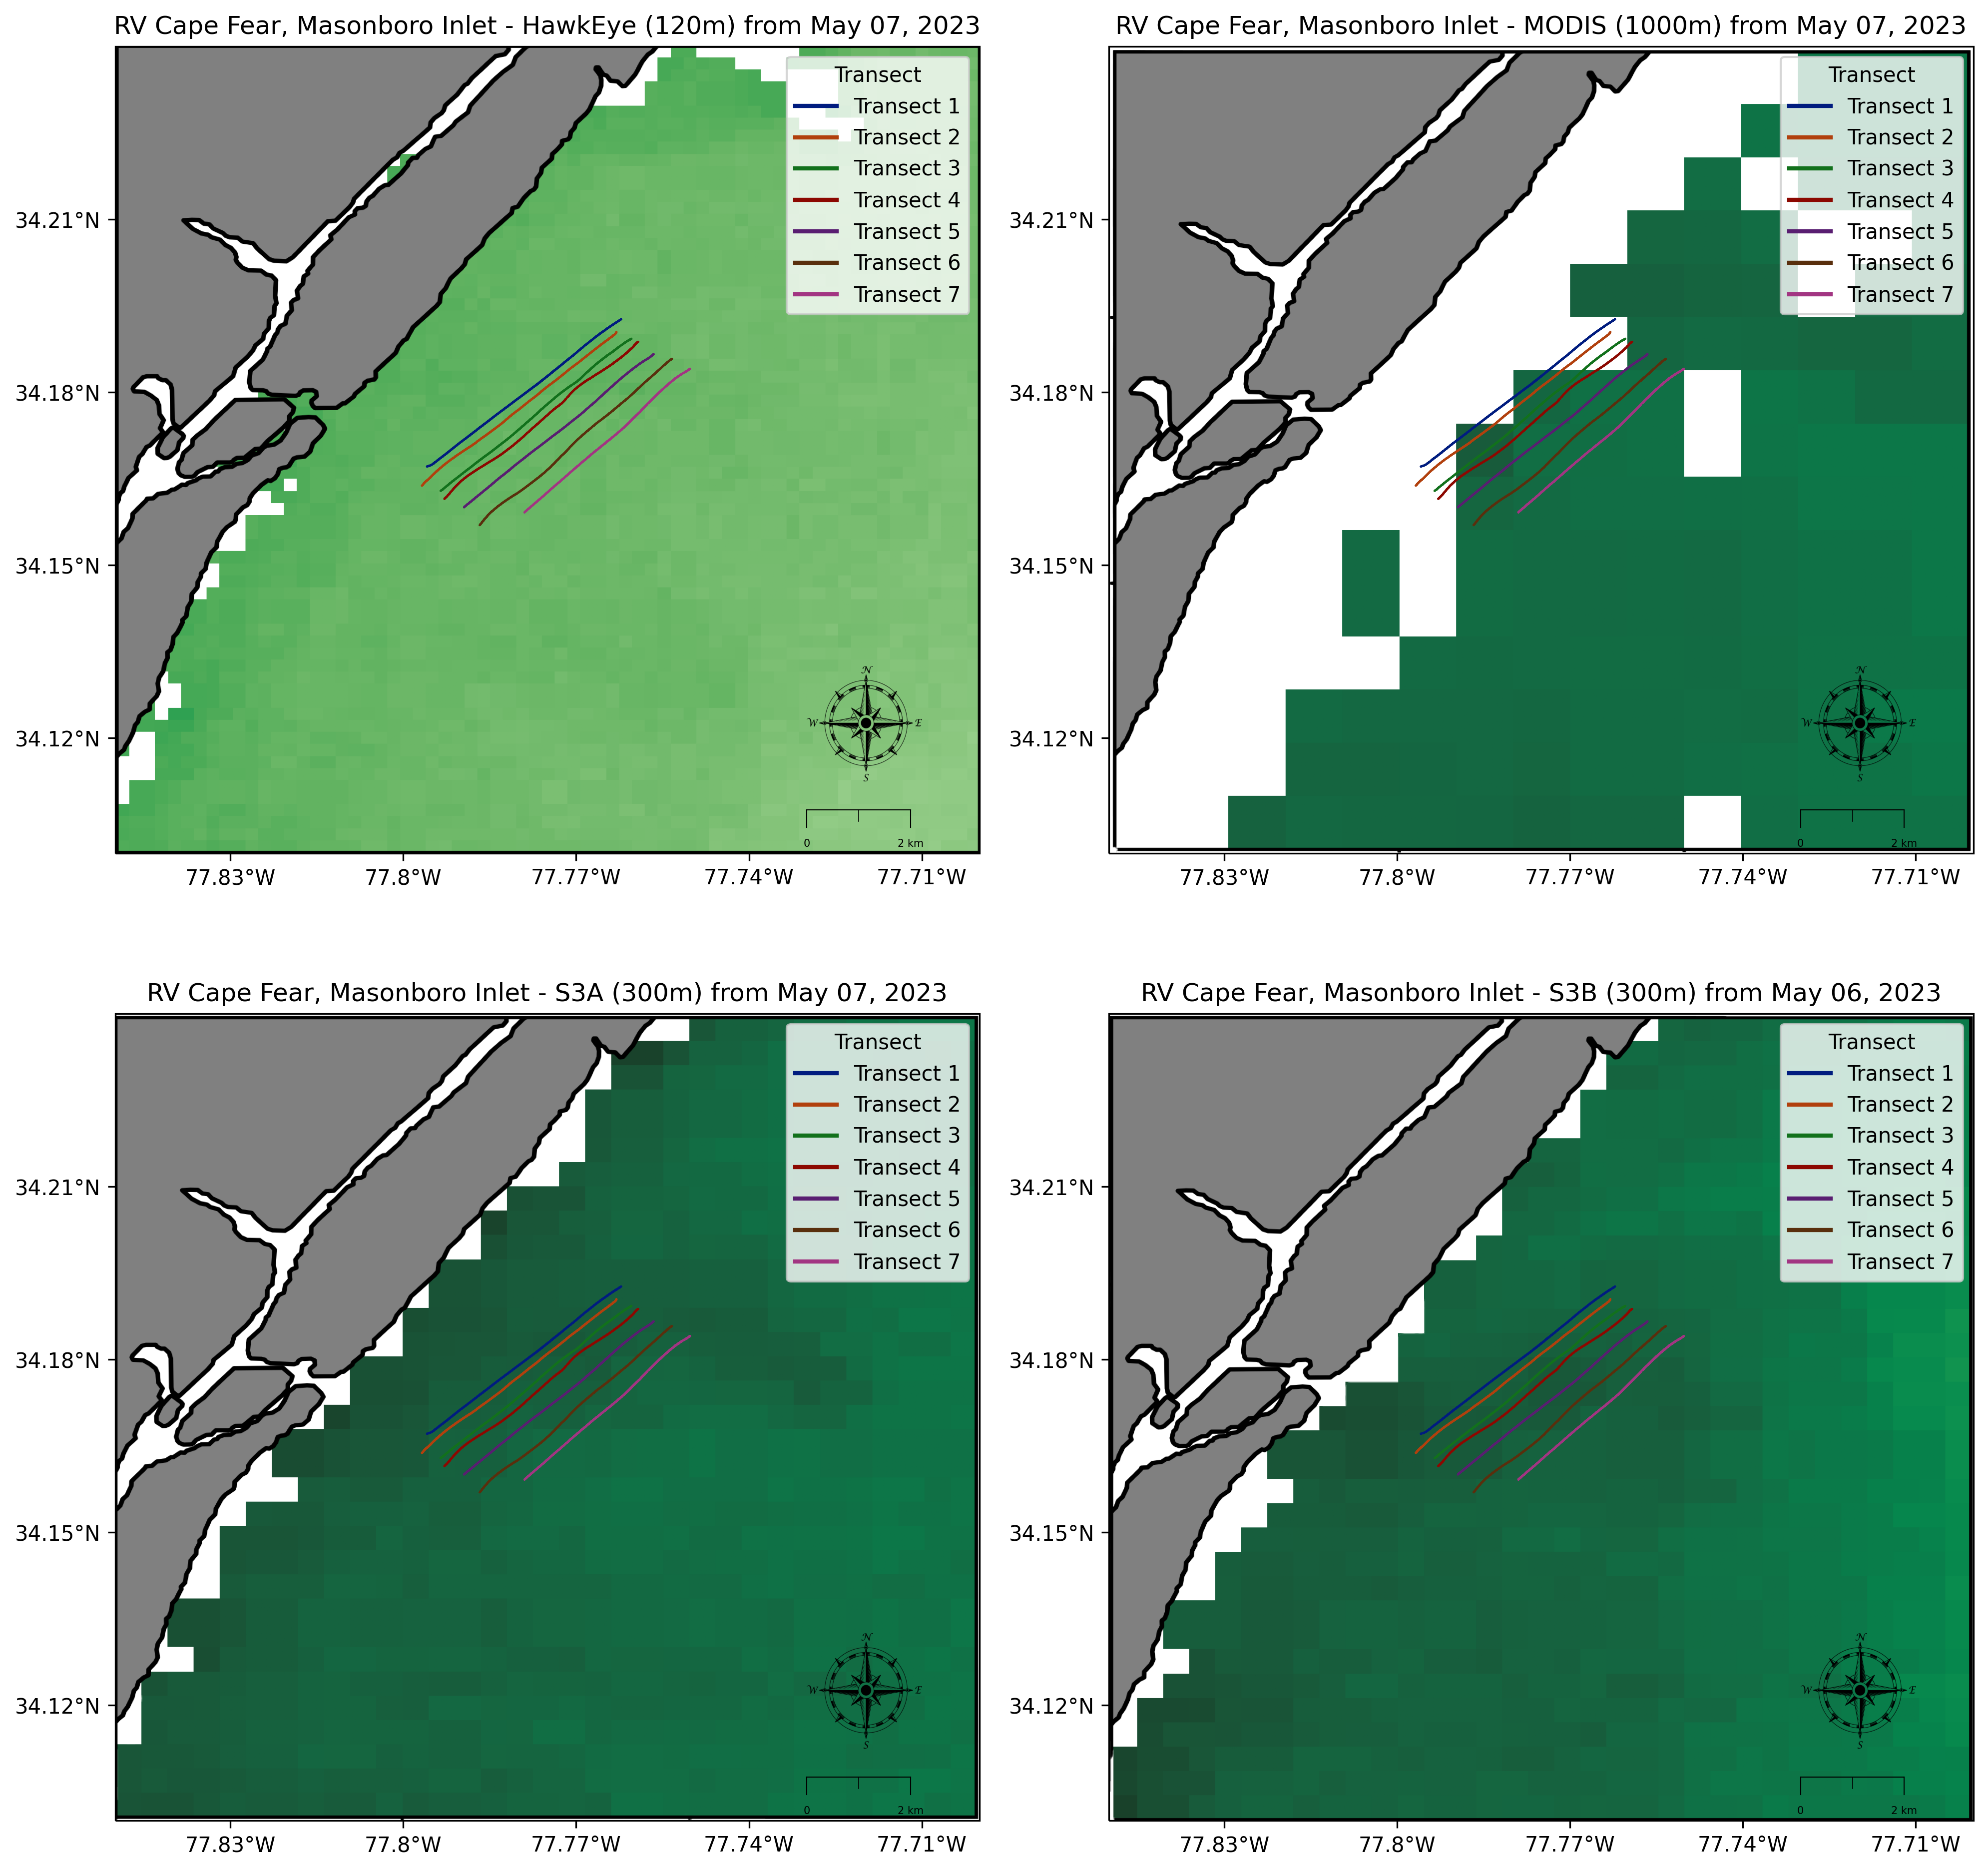 RV Cape Fear, Masonboro Inlet - HawkEye (120m) from May 07, 2023
Transect
Transect 1
Transect 2
Transect 3
Transect 4
Transect 5
Transect 6
Transect 7
34.21°N
34.18°N
34.15°N
34.12°N
N
W
E
S
0
2 km
77.83°W
77.8°W
77.77°W
77.74°W
77.71°W
RV Cape Fear, Masonboro Inlet - MODIS (1000m) from May 07, 2023
Transect
Transect 1
Transect 2
Transect 3
Transect 4
Transect 5
Transect 6
Transect 7
34.21°N
34.18°N
34.15°N
34.12°N
N
W
E
S
0
2 km
77.83°W
77.8°W
77.77°W
77.74°W
77.71°W
RV Cape Fear, Masonboro Inlet - S3A (300m) from May 07, 2023
Transect
Transect 1
Transect 2
Transect 3
Transect 4
Transect 5
Transect 6
Transect 7
34.21°N
34.18°N
34.15°N
34.12°N
N
W
E
S
0
2 km
77.83°W
77.8°W
77.77°W
77.74°W
77.71°W
RV Cape Fear, Masonboro Inlet - S3B (300m) from May 06, 2023
Transect
Transect 1
Transect 2
Transect 3
Transect 4
Transect 5
Transect 6
Transect 7
34.21°N
34.18°N
34.15°N
34.12°N
N
W
E
S
0
2 km
77.83°W
77.8°W
77.77°W
77.74°W
77.71°W